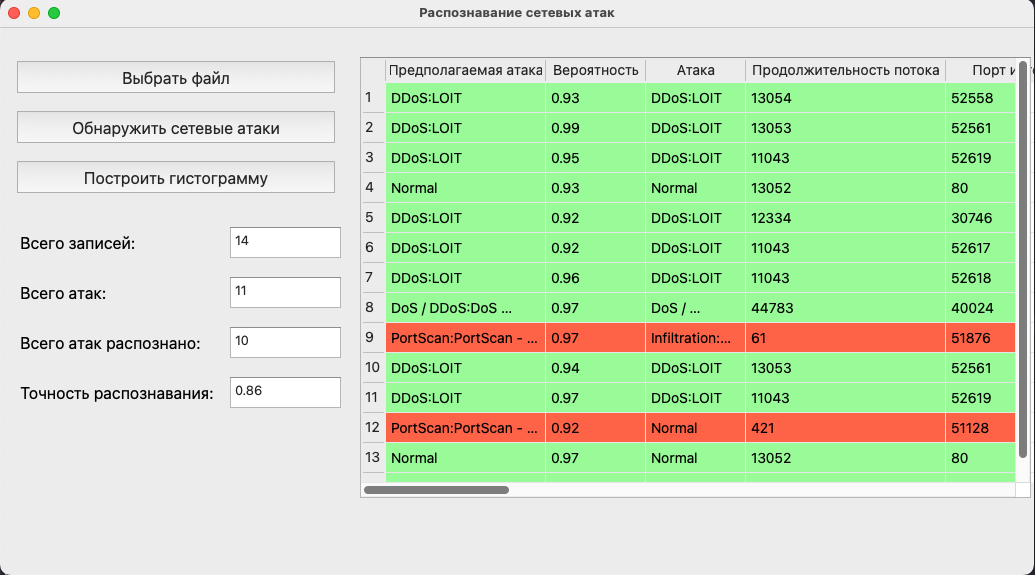 Распознавание сетевых атак
Выбрать файл
Обнаружить сетевые атаки
Построить гистограмму
Всего записей: 14
Всего атак: 11
Всего атак распознано: 10
Точность распознавания: 0.86
Предполагаемая атака Вероятность Атака Продолжительность потока Порт и
1 DDoS:LOIT 0.93 DDoS:LOIT 13054 52558
2 DDoS:LOIT 0.99 DDoS:LOIT 13053 52561
3 DDoS:LOIT 0.95 DDoS:LOIT 11043 52619
4 Normal 0.93 Normal 13052 80
5 DDoS:LOIT 0.92 DDoS:LOIT 12334 30746
6 DDoS:LOIT 0.92 DDoS:LOIT 11043 52617
7 DDoS:LOIT 0.96 DDoS:LOIT 11043 52618
8 DoS / DDoS:DoS ... 0.97 DoS / ... 44783 40024
9 PortScan:PortScan - ... 0.97 Infiltration:... 61 51876
10 DDoS:LOIT 0.94 DDoS:LOIT 13053 52561
11 DDoS:LOIT 0.97 DDoS:LOIT 11043 52619
12 PortScan:PortScan - ... 0.92 Normal 421 51128
13 Normal 0.97 Normal 13052 80